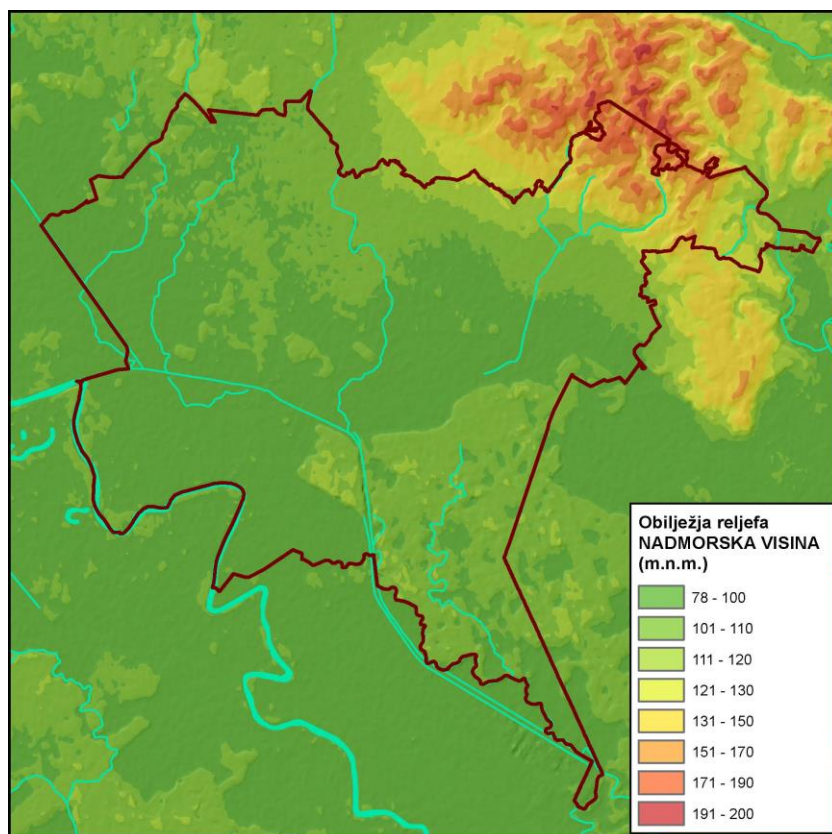 Obilježja reljefa
NADMORSKA VISINA
(m.n.m.)
78 - 100
101 - 110
111 - 120
121 - 130
131 - 150
151 - 170
171 - 190
191 - 200